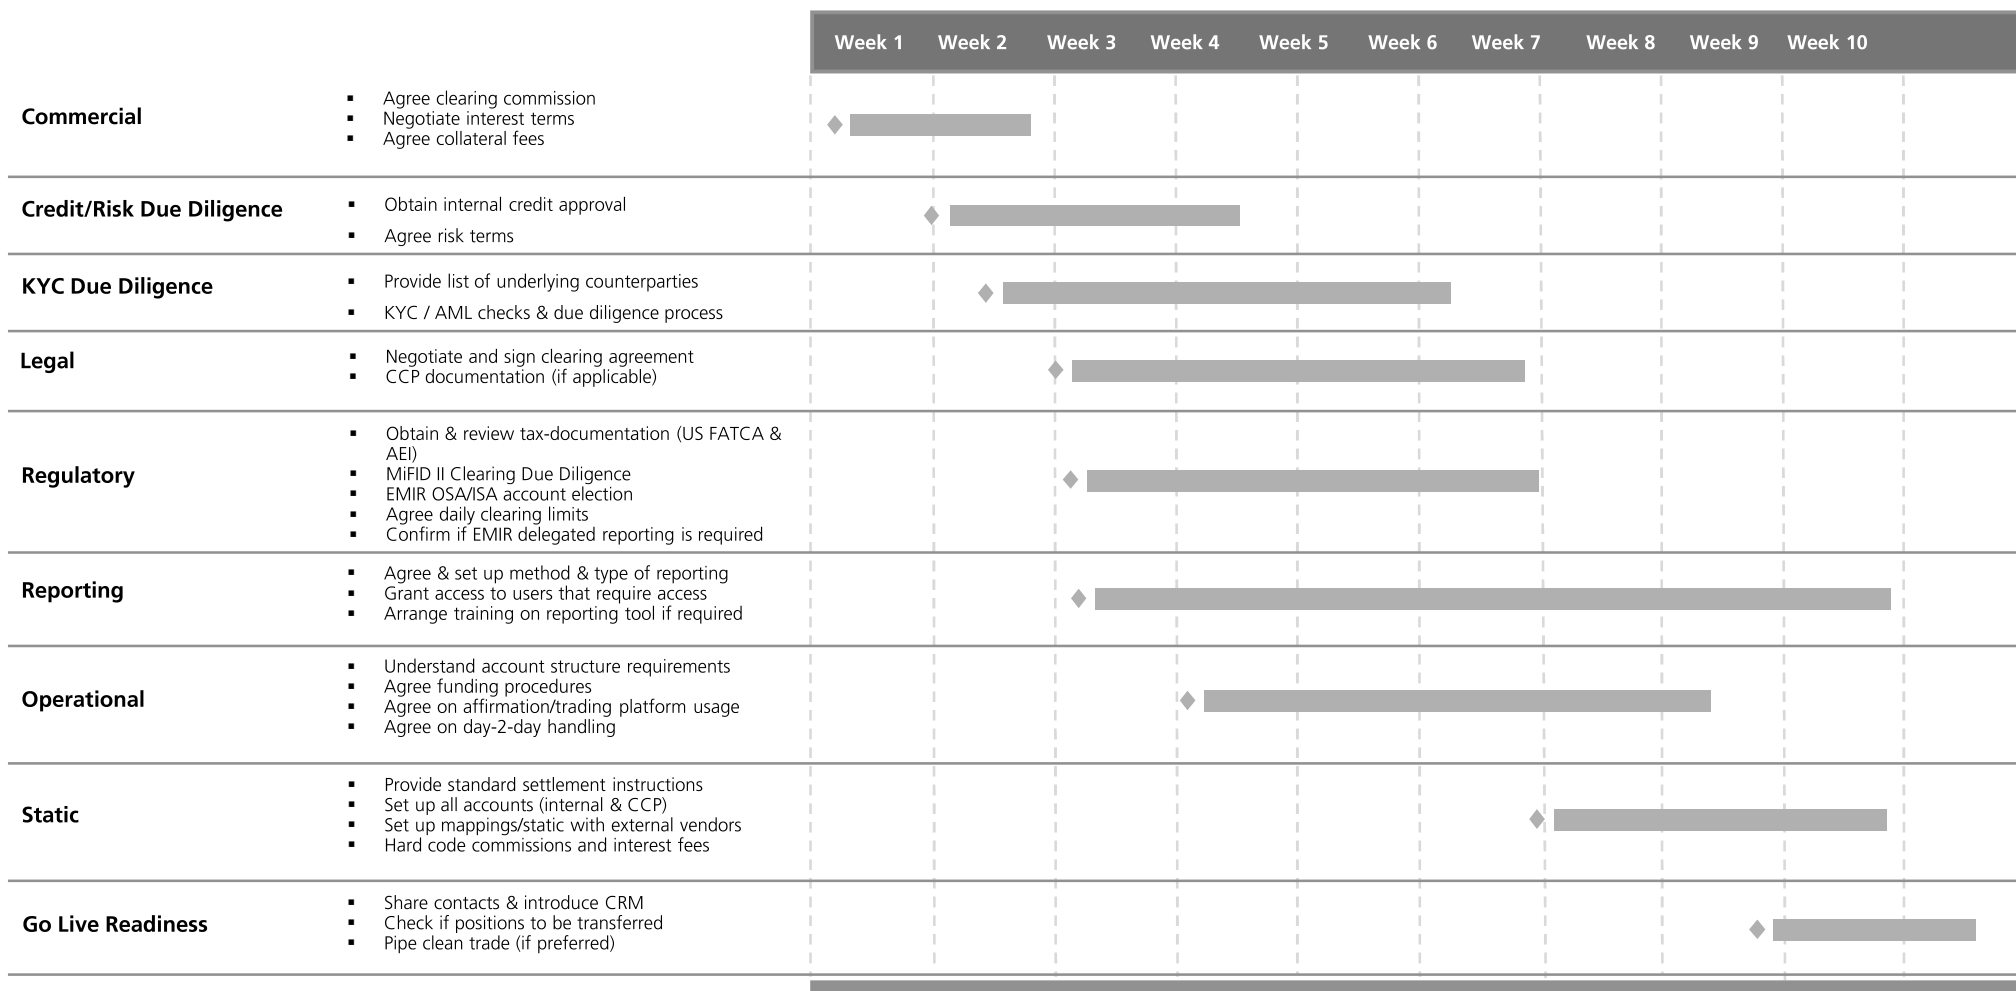 Week 1 Week 2 Week 3 Week 4 Week 5 Week 6 Week 7 Week 8 Week 9 Week 10
Commercial
▪ Agree clearing commission
▪ Negotiate interest terms
▪ Agree collateral fees
Credit/Risk Due Diligence
▪ Obtain internal credit approval
▪ Agree risk terms
KYC Due Diligence
▪ Provide list of underlying counterparties
▪ KYC / AML checks & due diligence process
Legal
▪ Negotiate and sign clearing agreement
▪ CCP documentation (if applicable)
Regulatory
▪ Obtain & review tax-documentation (US FATCA &
AEI)
▪ MiFID II Clearing Due Diligence
▪ EMIR OSA/ISA account election
▪ Agree daily clearing limits
▪ Confirm if EMIR delegated reporting is required
Reporting
▪ Agree & set up method & type of reporting
▪ Grant access to users that require access
▪ Arrange training on reporting tool if required
Operational
▪ Understand account structure requirements
▪ Agree funding procedures
▪ Agree on affirmation/trading platform usage
▪ Agree on day-2-day handling
Static
▪ Provide standard settlement instructions
▪ Set up all accounts (internal & CCP)
▪ Set up mappings/static with external vendors
▪ Hard code commissions and interest fees
Go Live Readiness
▪ Share contacts & introduce CRM
▪ Check if positions to be transferred
▪ Pipe clean trade (if preferred)